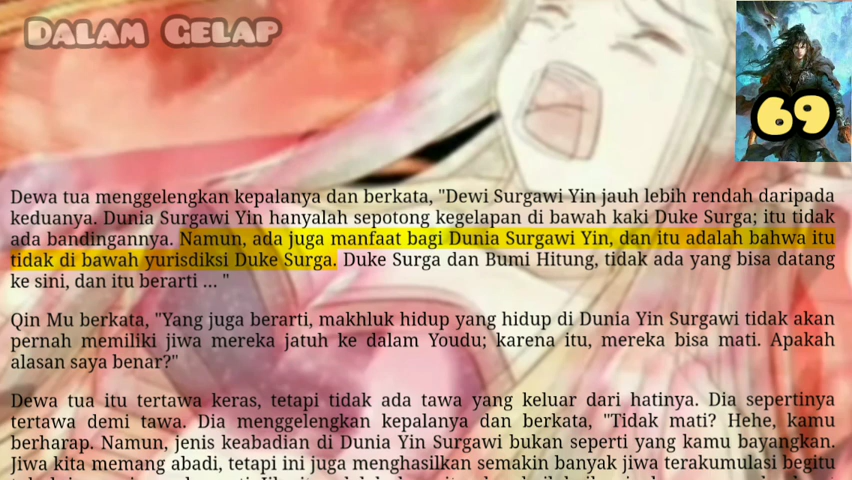 Dalam Gelap
69
Dewa tua menggelengkan kepalanya dan berkata, "Dewi Surgawi Yin jauh lebih rendah daripada
keduanya. Dunia Surgawi Yin hanyalah sepotong kegelapan di bawah kaki Duke Surga; itu tidak
ada bandingannya. Namun, ada juga manfaat bagi Dunia Surgawi Yin, dan itu adalah bahwa itu
tidak di bawah yurisdiksi Duke Surga. Duke Surga dan Bumi Hitung, tidak ada yang bisa datang
ke sini, dan itu berarti ... "
Qin Mu berkata, "Yang juga berarti, makhluk hidup yang hidup di Dunia Yin Surgawi tidak akan
pernah memiliki jiwa mereka jatuh ke dalam Youdu; karena itu, mereka bisa mati. Apakah
alasan saya benar?"
Dewa tua itu tertawa keras, tetapi tidak ada tawa yang keluar dari hatinya. Dia sepertinya
tertawa demi tawa. Dia menggelengkan kepalanya dan berkata, "Tidak mati? Hehe, kamu
berharap. Namun, jenis keabadian di Dunia Yin Surgawi bukan seperti yang kamu bayangkan.
Jiwa kita memang abadi, tetapi ini juga menghasilkan semakin banyak jiwa terakumulasi begitu